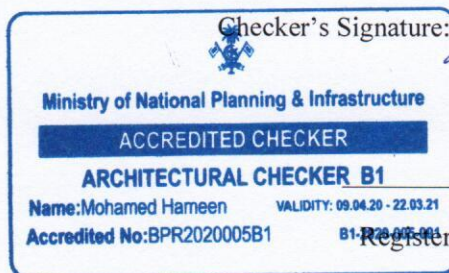 Checker's Signature:
Ministry of National Planning & Infrastructure
ACCREDITED CHECKER
ARCHITECTURAL CHECKER B1
Name:Mohamed Hameen VALIDITY: 09.04.20 - 22.03.21
Accredited No:BPR2020005B1
Register